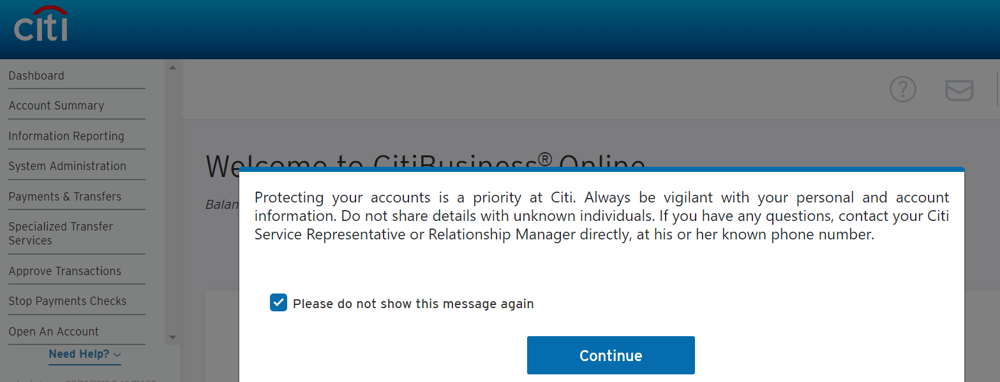 citi
Dashboard
Account Summary
Information Reporting
System Administration
Payments & Transfers
Specialized Transfer
Services
Approve Transactions
Stop Payments Checks
Open An Account
Need Help?
?
Welcome to CitiBusiness® Online
Balan
Protecting your accounts is a priority at Citi. Always be vigilant with your personal and account
information. Do not share details with unknown individuals. If you have any questions, contact your Citi
Service Representative or Relationship Manager directly, at his or her known phone number.
Please do not show this message again
Continue